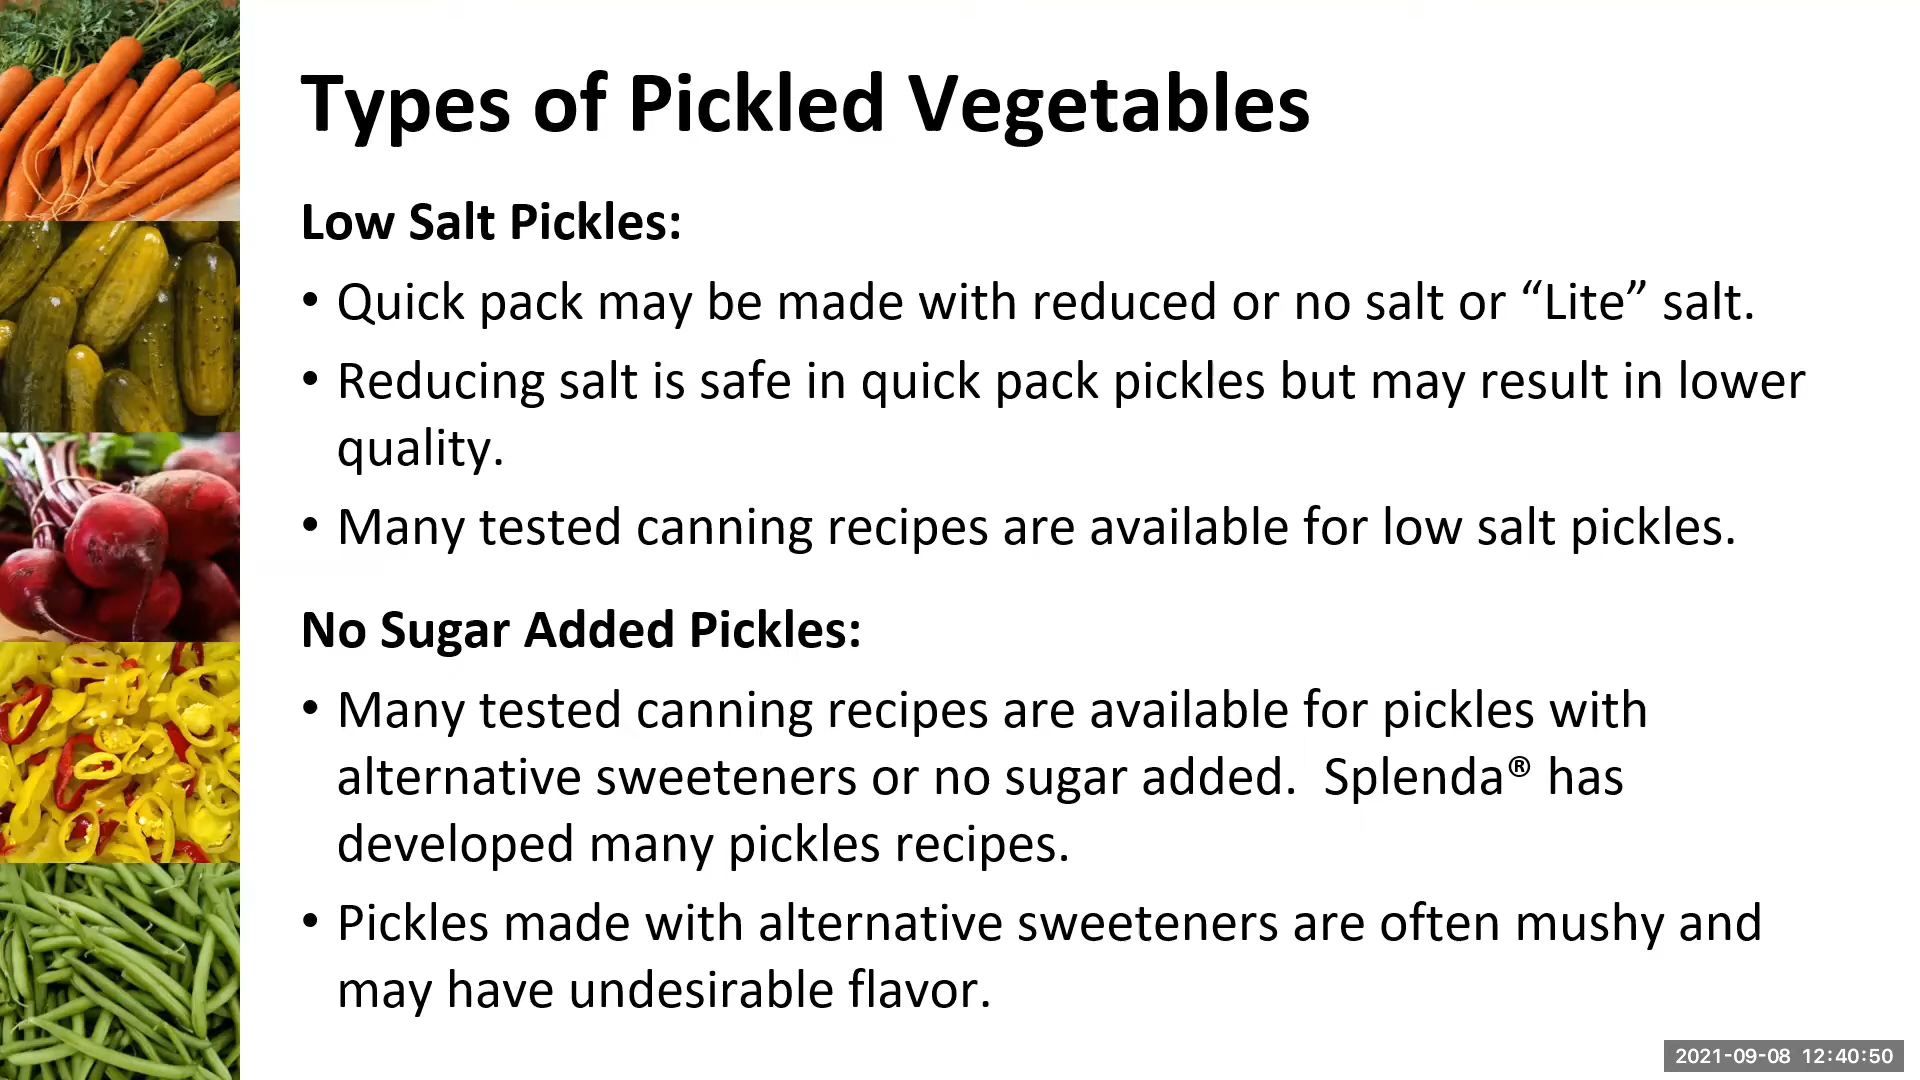 Types of Pickled Vegetables
Low Salt Pickles:
• Quick pack may be made with reduced or no salt or “Lite” salt.
• Reducing salt is safe in quick pack pickles but may result in lower
quality.
• Many tested canning recipes are available for low salt pickles.
No Sugar Added Pickles:
• Many tested canning recipes are available for pickles with
alternative sweeteners or no sugar added.  Splenda® has
developed many pickles recipes.
• Pickles made with alternative sweeteners are often mushy and
may have undesirable flavor.
2021-09-08 12:40:50